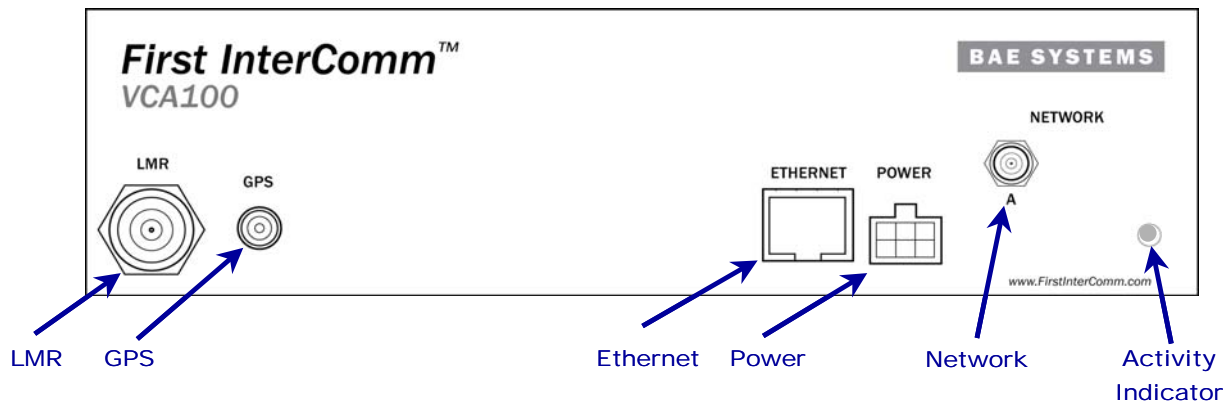 First InterComm™
VCA100
BAE SYSTEMS
NETWORK
LMR
GPS
ETHERNET
POWER
A
www.FirstInterComm.com
LMR
GPS
Ethernet
Power
Network
Activity
Indicator